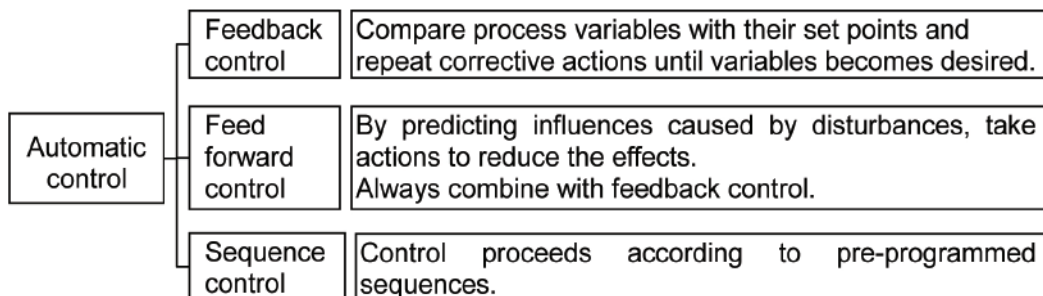 Automatic
control
Feedback
control
Compare process variables with their set points and
repeat corrective actions until variables becomes desired.
Feed
forward
control
By predicting influences caused by disturbances, take
actions to reduce the effects.
Always combine with feedback control.
Sequence
control
Control proceeds according to pre-programmed
sequences.